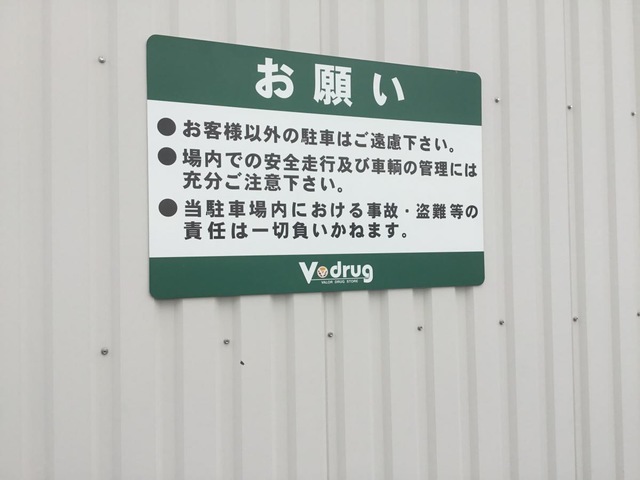 お願い
●お客様以外の駐車はご遠慮下さい。
●場内での安全走行及び車輌の管理には
充分ご注意下さい。
●当駐車場内における事故・盗難等の
責任は一切負いかねます。
Vdrug
VALOR DRUG STORE